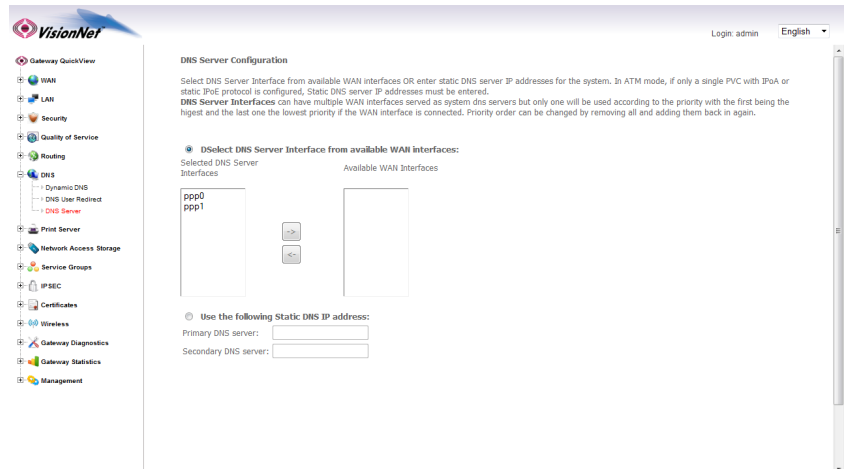 VisionNet
Login: admin
English
Gateway QuickView
WAN
LAN
Security
Quality of Service
Routing
DNS
Dynamic DNS
DNS User Redirect
DNS Server
Print Server
Network Access Storage
Service Groups
IPSEC
Certificates
Wireless
Gateway Diagnostics
Gateway Statistics
Management
DNS Server Configuration
Select DNS Server Interface from available WAN interfaces OR enter static DNS server IP addresses for the system. In ATM mode, if only a single PVC with IPoA or
static IPoE protocol is configured, Static DNS server IP addresses must be entered.
DNS Server Interfaces can have multiple WAN interfaces served as system dns servers but only one will be used according to the priority with the first being the
higest and the last one the lowest priority if the WAN interface is connected. Priority order can be changed by removing all and adding them back in again.
DSelect DNS Server Interface from available WAN interfaces:
Selected DNS Server
Interfaces
Available WAN Interfaces
ppp0
ppp1
->
<-
Use the following Static DNS IP address:
Primary DNS server:
Secondary DNS server: